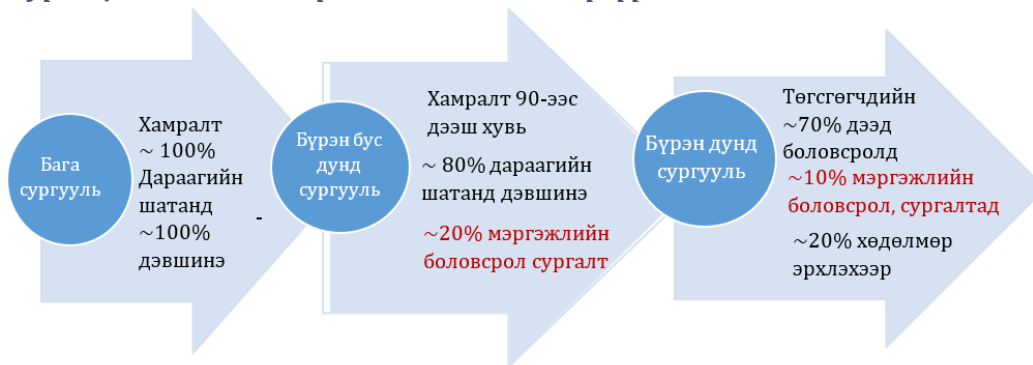 Бага
сургууль
Хамралт
~ 100%
Дараагийн
шатанд -
~100%
дэвшинэ
Бүрэн бус
дунд
сургууль
Хамралт 90-ээс
дээш хувь
~ 80% дараагийн
шатанд дэвшинэ
~20% мэргэжлийн
боловсрол сургалт
Бүрэн дунд
сургууль
Төгсгөгчдийн
~70% дээд
боловсролд
~10% мэргэжлийн
боловсрол, сургалтад
~20% хөдөлмөр
эрхлэхээр